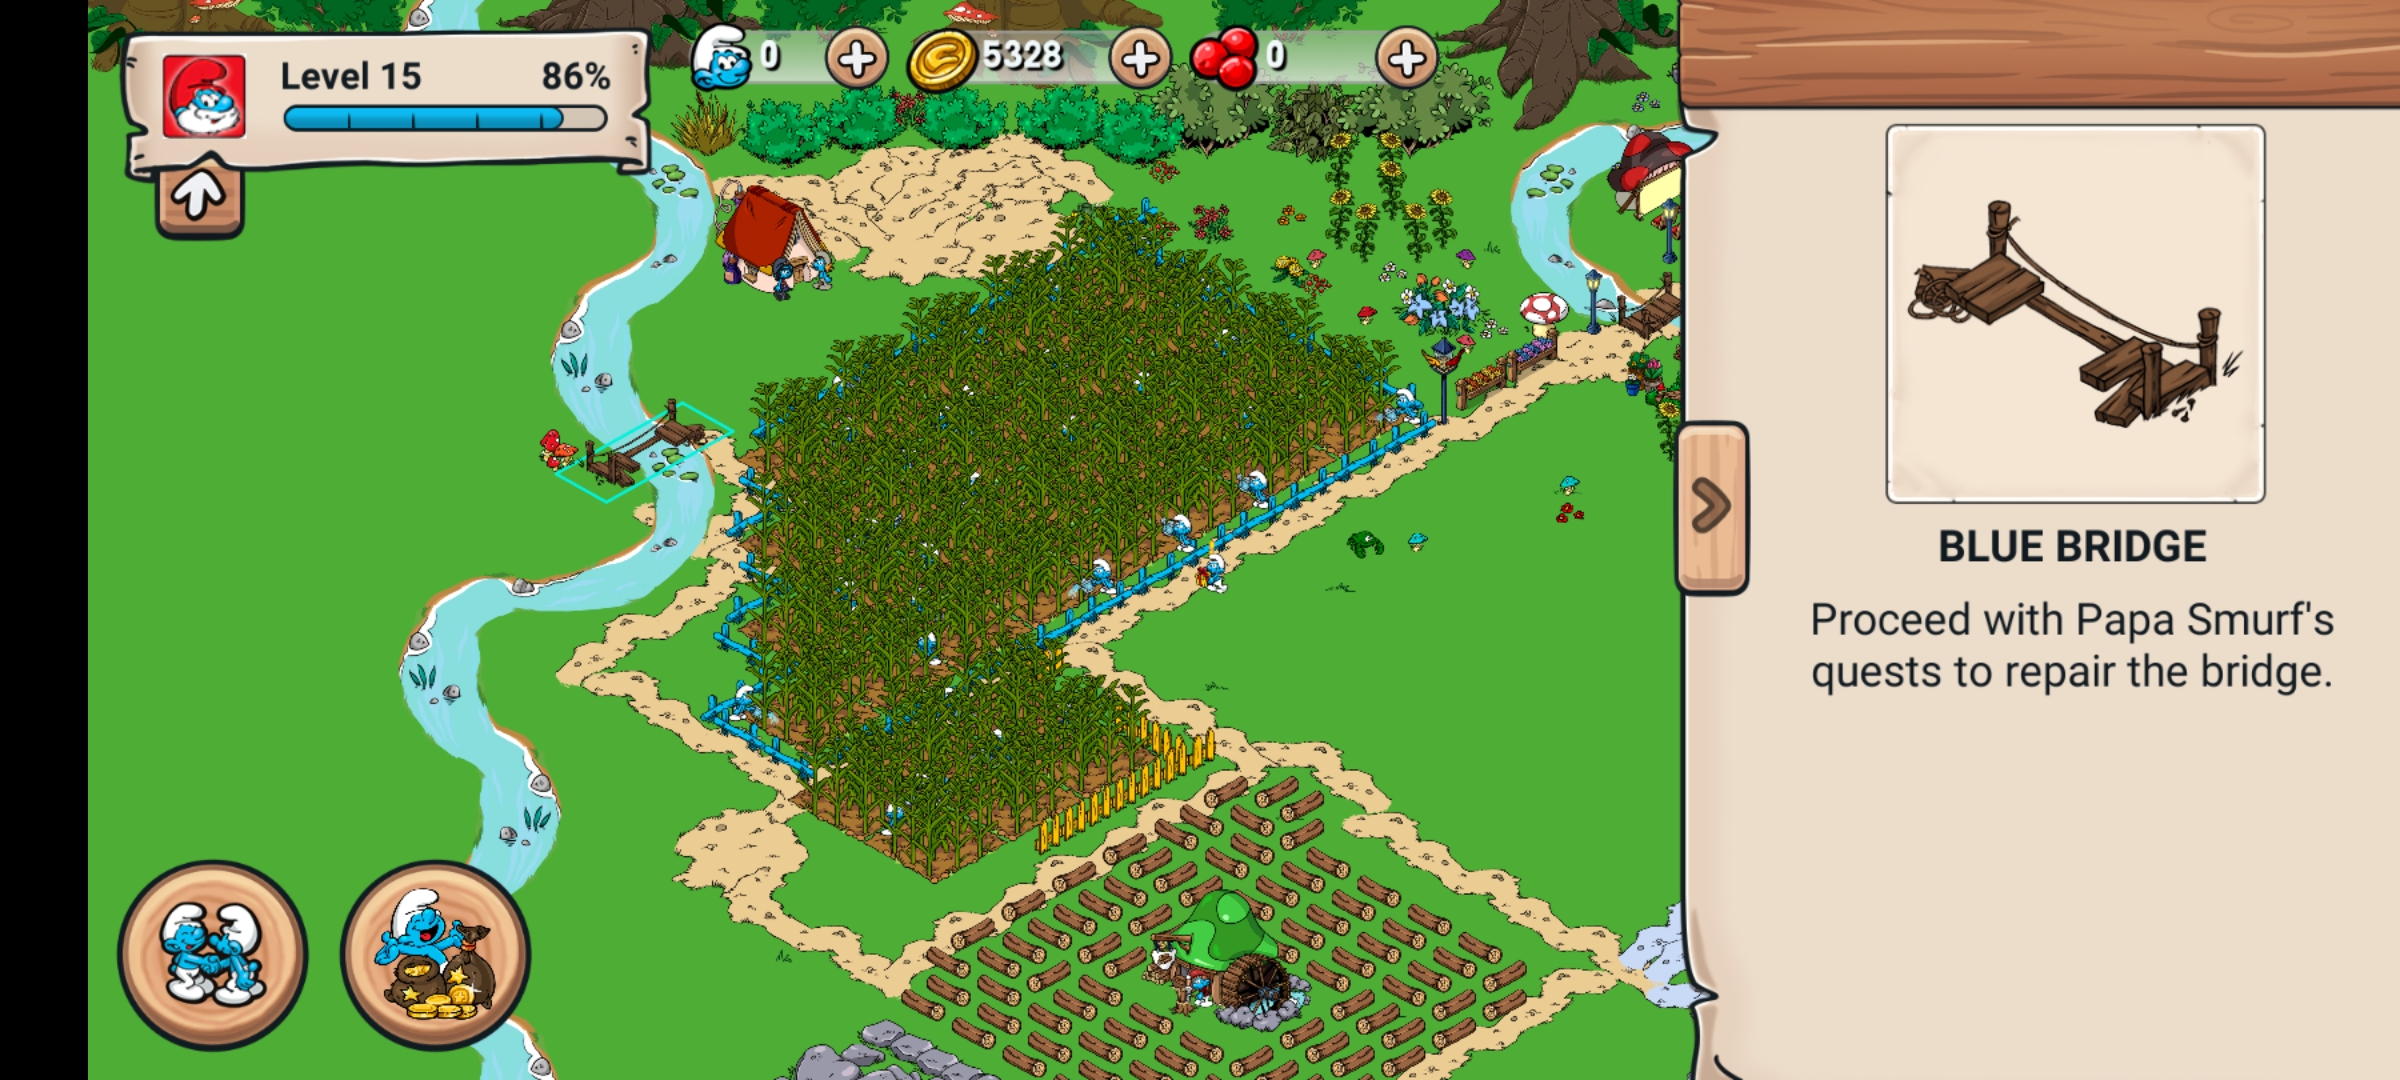 Level 15
86%
0
5328
0
BLUE BRIDGE
Proceed with Papa Smurf's
quests to repair the bridge.